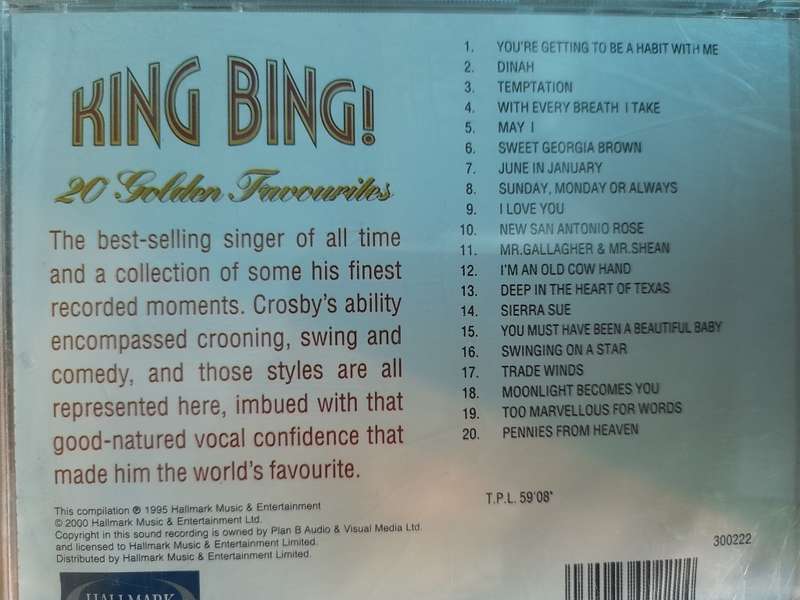 KING BING!
20 Golden Favourites
The best-selling singer of all time
and a collection of some his finest
recorded moments. Crosby's ability
encompassed crooning, swing and
comedy, and those styles are all
represented here, imbued with that
good-natured vocal confidence that
made him the world's favourite.
This compilation ℗ 1995 Hallmark Music & Entertainment
© 2000 Hallmark Music & Entertainment Ltd.
Copyright in this sound recording is owned by Plan B Audio & Visual Media Ltd.
and licensed to Hallmark Music & Entertainment Limited.
Distributed by Hallmark Music & Entertainment Limited.
HALLMARK
1. YOU'RE GETTING TO BE A HABIT WITH ME
2. DINAH
3. TEMPTATION
4. WITH EVERY BREATH I TAKE
5. MAY I
6. SWEET GEORGIA BROWN
7. JUNE IN JANUARY
8. SUNDAY, MONDAY OR ALWAYS
9. I LOVE YOU
10. NEW SAN ANTONIO ROSE
11. MR.GALLAGHER & MR.SHEAN
12. I'M AN OLD COW HAND
13. DEEP IN THE HEART OF TEXAS
14. SIERRA SUE
15. YOU MUST HAVE BEEN A BEAUTIFUL BABY
16. SWINGING ON A STAR
17. TRADE WINDS
18. MOONLIGHT BECOMES YOU
19. TOO MARVELLOUS FOR WORDS
20. PENNIES FROM HEAVEN
T.P.L. 59'08"
300222